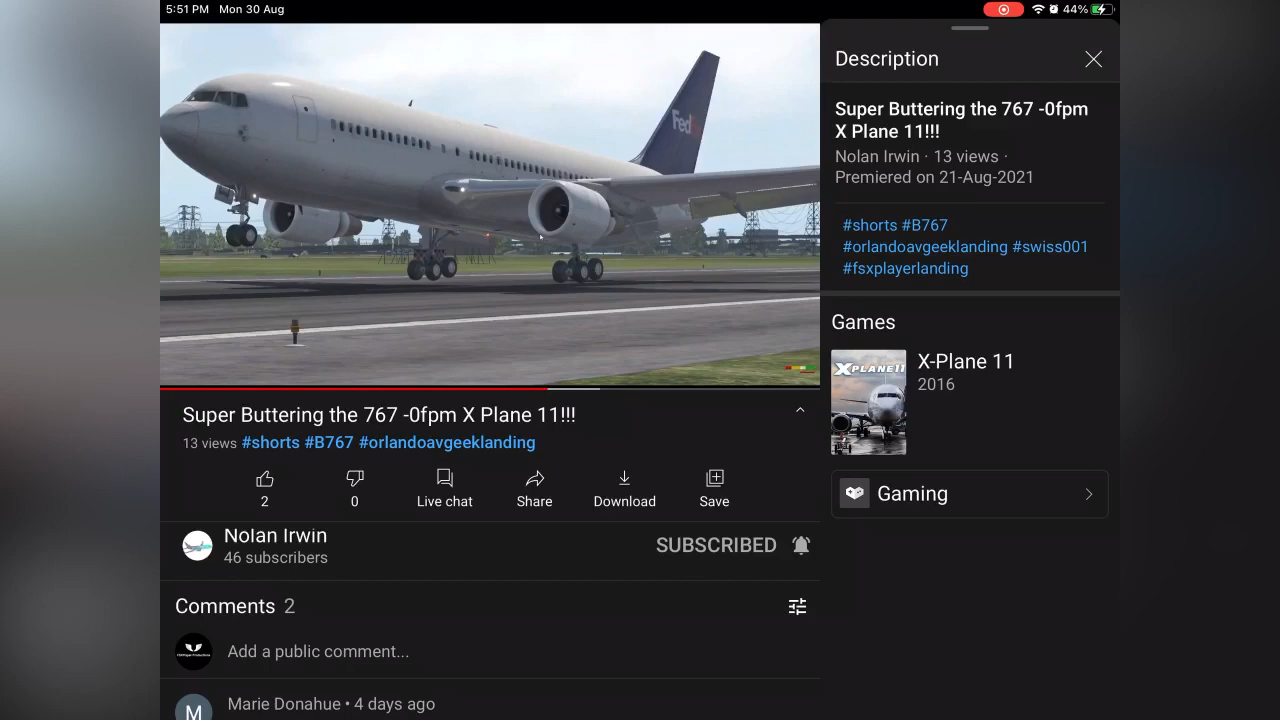 5:51 PM Mon 30 Aug
44%
FedEx
Super Buttering the 767 -0fpm X Plane 11!!!
13 views #shorts #B767 #orlandoavgeeklanding
2
0
Live chat
Share
Download
Save
Nolan Irwin
46 subscribers
SUBSCRIBED
Comments 2
Add a public comment...
M
Marie Donahue • 4 days ago
Description
Super Buttering the 767 -0fpm
X Plane 11!!!
Nolan Irwin · 13 views ·
Premiered on 21-Aug-2021
#shorts #B767
#orlandoavgeeklanding #swiss001
#fsxplayerlanding
Games
X-PLANE 11
X-Plane 11
2016
Gaming